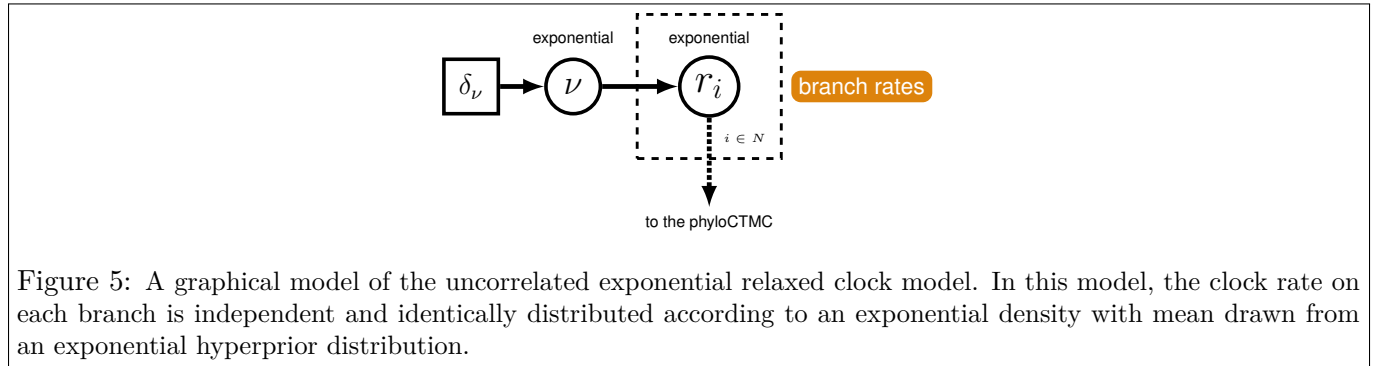 exponential exponential
δν ν ri branch rates
i ∈ N
to the phyloCTMC
Figure 5: A graphical model of the uncorrelated exponential relaxed clock model. In this model, the clock rate on
each branch is independent and identically distributed according to an exponential density with mean drawn from
an exponential hyperprior distribution.